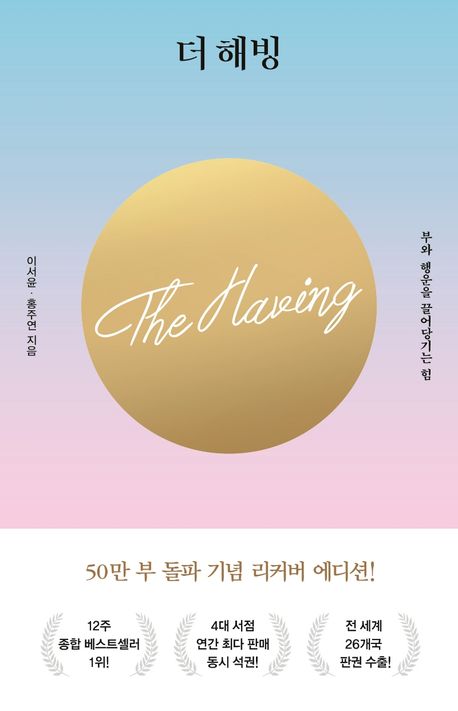 더 해빙
The Having
이서윤 · 홍주연 지음
부와 행운을 끌어당기는 힘
50만 부 돌파 기념 리커버 에디션!
12주
종합 베스트셀러
1위!
4대 서점
연간 최다 판매
동시 석권!
전 세계
26개국
판권 수출!